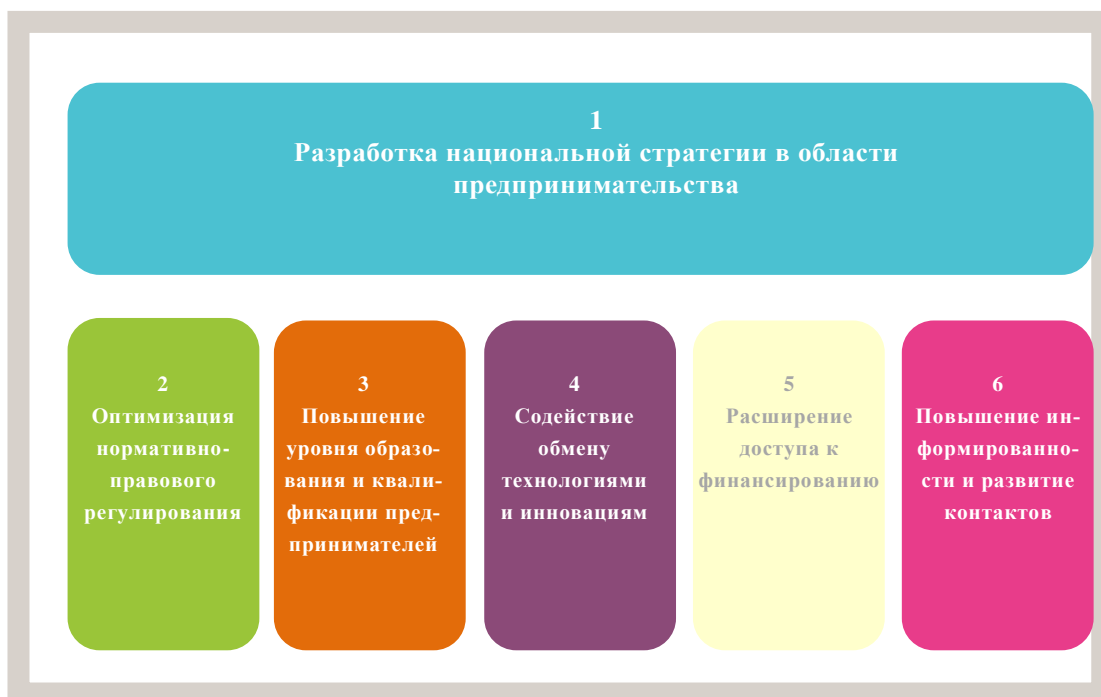 1
Разработка национальной стратегии в области
предпринимательства
2
Оптимизация
нормативно-
правового
регулирования
3
Повышение
уровня образо-
вания и квали-
фикации пред-
принимателей
4
Содействие
обмену
технологиями
и инновациям
5
Расширение
доступа к
финансированию
6
Повышение ин-
формированно-
сти и развитие
контактов